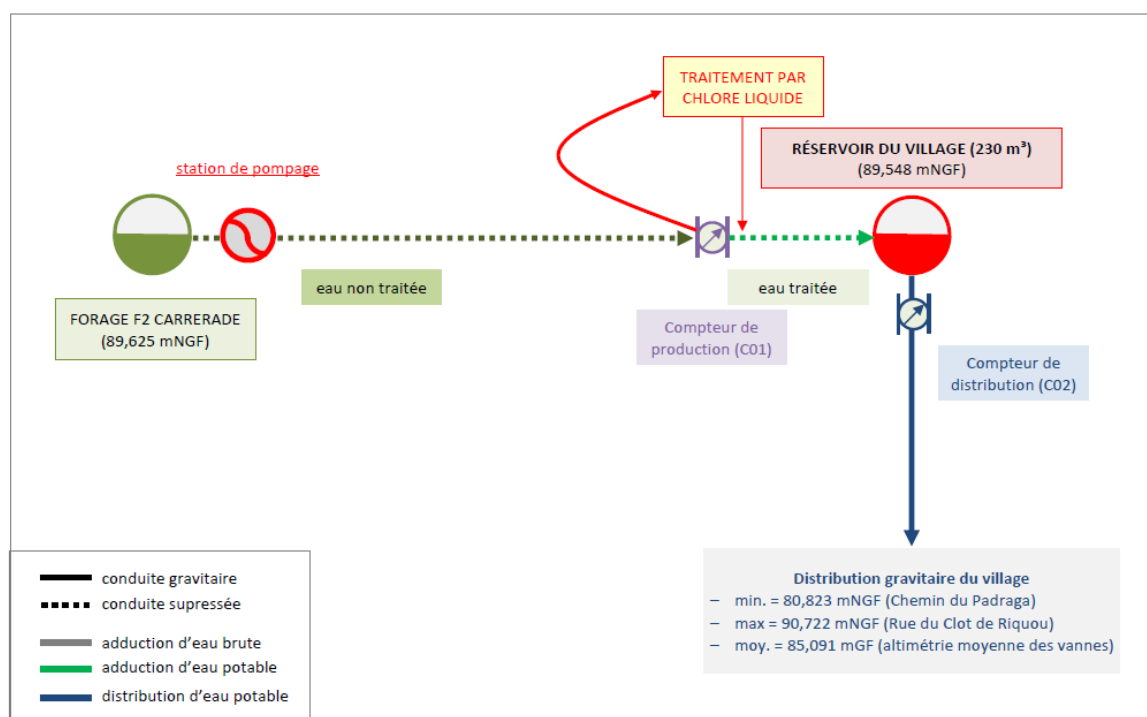 TRAITEMENT PAR
CHLORE LIQUIDE
RÉSERVOIR DU VILLAGE (230 m³)
(89,548 mNGF)
station de pompage
eau non traitée
eau traitée
FORAGE F2 CARRERADE
(89,625 mNGF)
Compteur de
production (C01)
Compteur de
distribution (C02)
Distribution gravitaire du village
– min. = 80,823 mNGF (Chemin du Padraga)
– max = 90,722 mNGF (Rue du Clot de Riquou)
– moy. = 85,091 mGF (altimétrie moyenne des vannes)
conduite gravitaire
conduite supressée
adduction d'eau brute
adduction d'eau potable
distribution d'eau potable